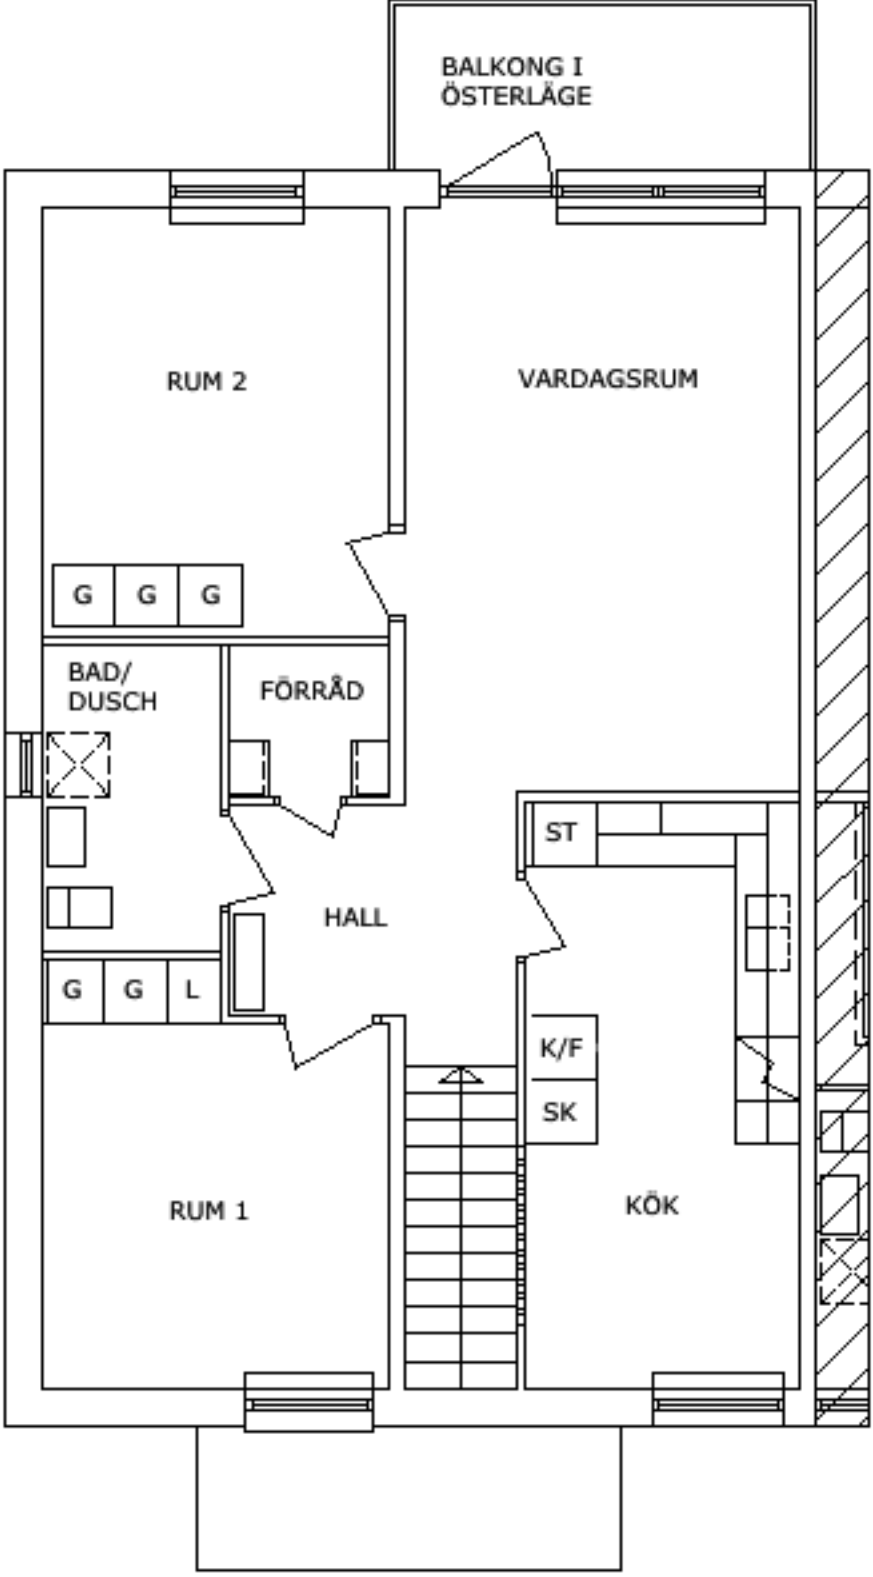 BALKONG I
ÖSTERLÄGE
RUM 2
VARDAGSRUM
G G G
BAD/
DUSCH
FÖRRÅD
ST
HALL
G G L
K/F
SK
RUM 1
KÖK